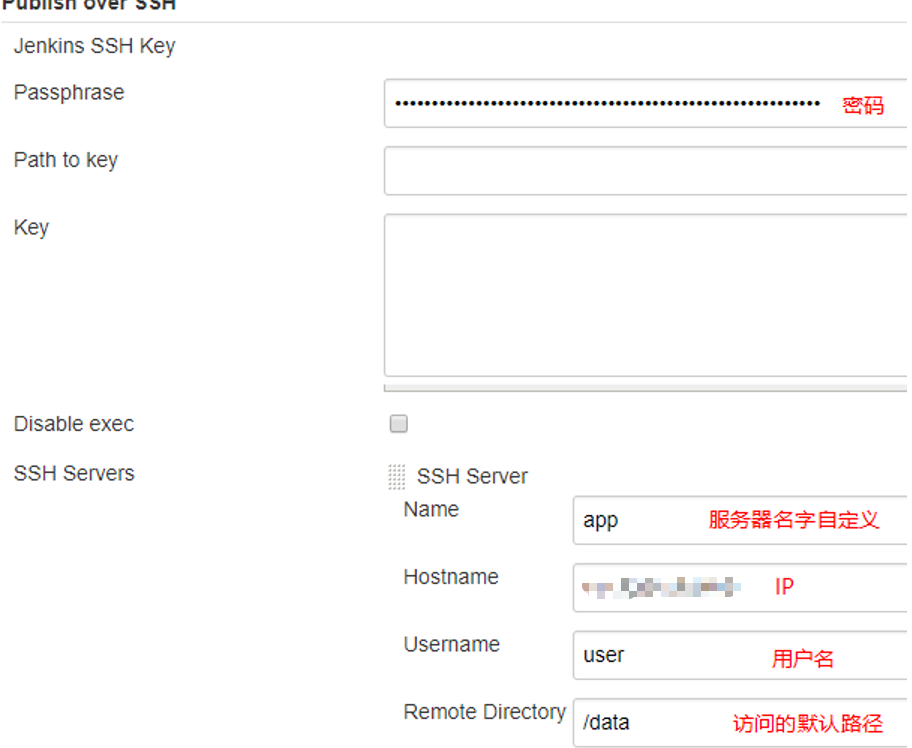 Publish over SSH
Jenkins SSH Key
Passphrase 密码
Path to key
Key
Disable exec
SSH Servers
SSH Server
Name app 服务器名字自定义
Hostname IP
Username user 用户名
Remote Directory /data 访问的默认路径